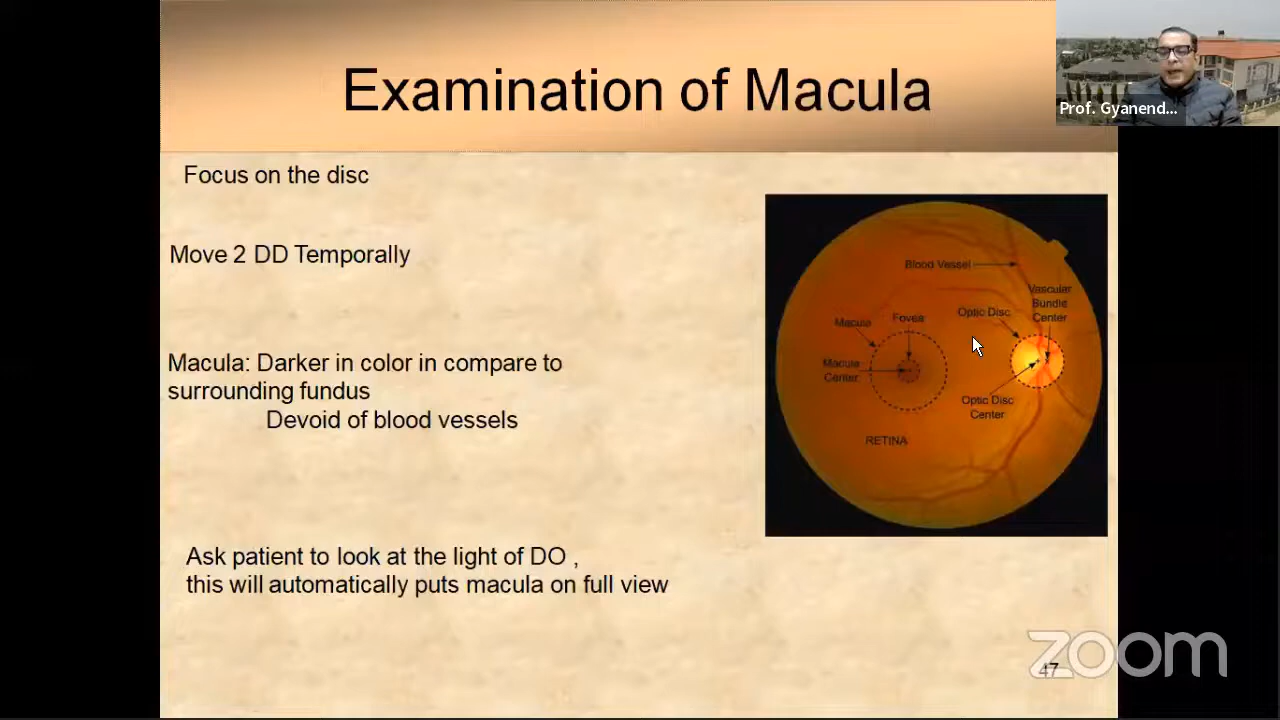 Examination of Macula
Prof. Gyanend...
Focus on the disc
Move 2 DD Temporally
Macula: Darker in color in compare to
surrounding fundus
Devoid of blood vessels
Ask patient to look at the light of DO ,
this will automatically puts macula on full view
Blood Vessel
Vascular
Bundle
Center
Optic Disc
Macula
Fovea
Macula
Center
Optic Disc
Center
RETINA
zoom
47